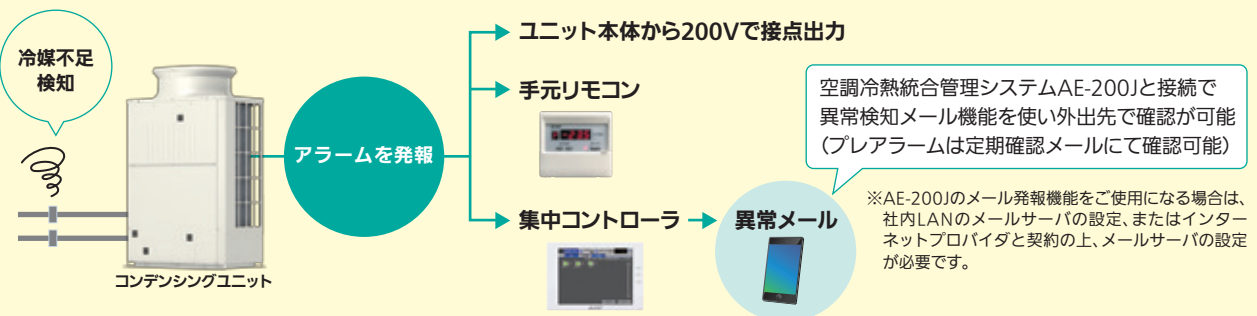 冷媒不足
検知
コンデンシングユニット
アラームを発報
ユニット本体から200Vで接点出力
手元リモコン
集中コントローラ
異常メール
空調冷熱統合管理システムAE-200Jと接続で
異常検知メール機能を使い外出先で確認が可能
(プレアラームは定期確認メールにて確認可能)
※AE-200Jのメール発報機能をご使用になる場合は、
社内LANのメールサーバの設定、またはインター
ネットプロバイダと契約の上、メールサーバの設定
が必要です。